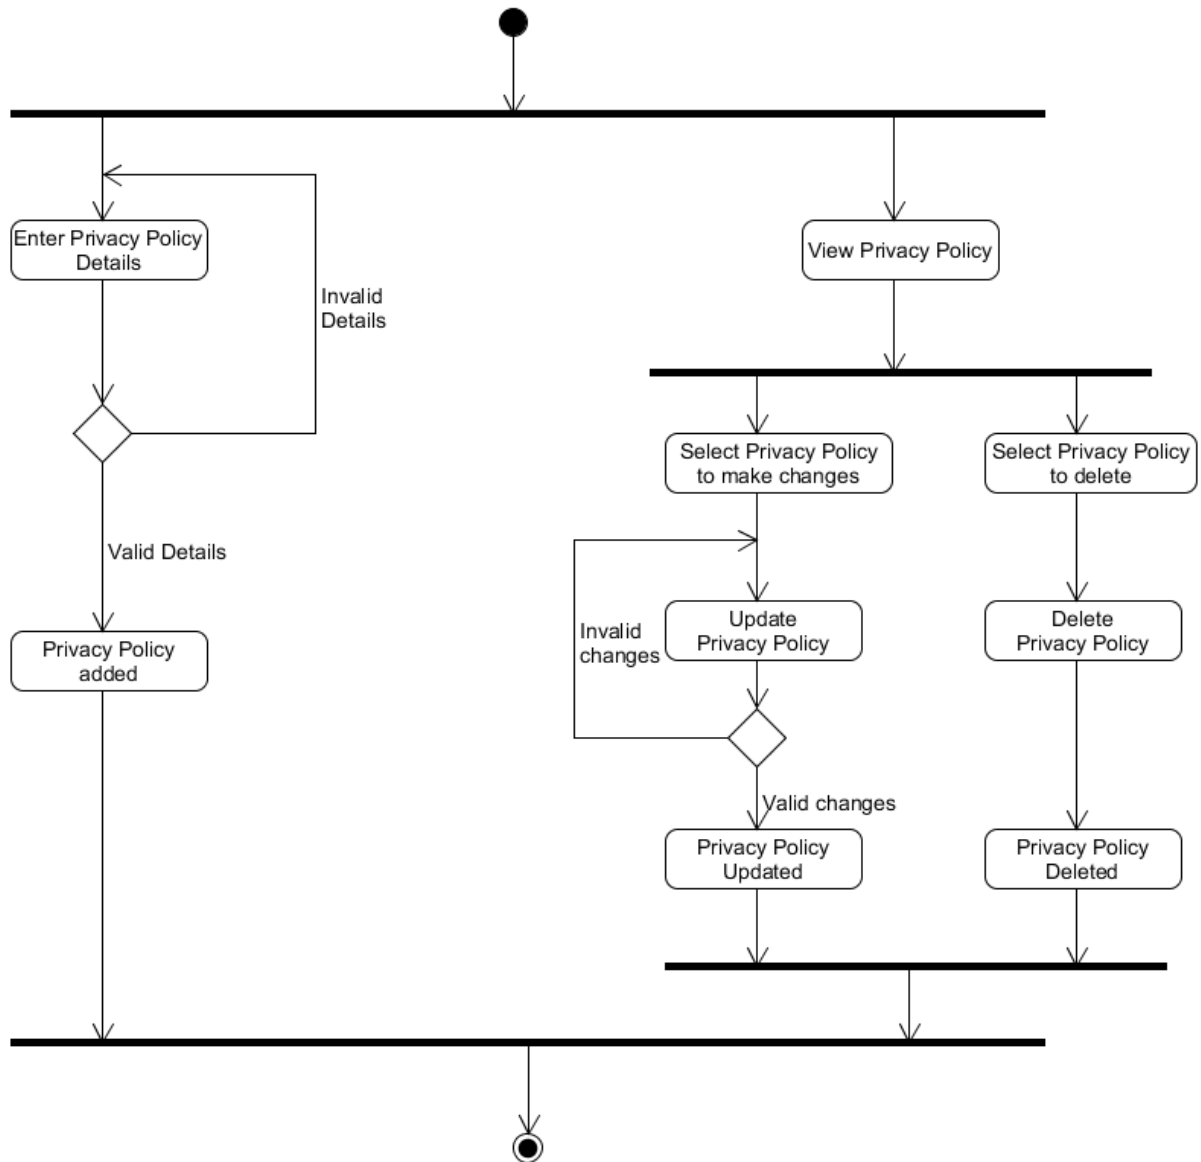 Enter Privacy Policy
Details
View Privacy Policy
Invalid
Details
Select Privacy Policy
to make changes
Select Privacy Policy
to delete
Valid Details
Update
Privacy Policy
Delete
Privacy Policy
Invalid
changes
Privacy Policy
added
Valid changes
Privacy Policy
Updated
Privacy Policy
Deleted